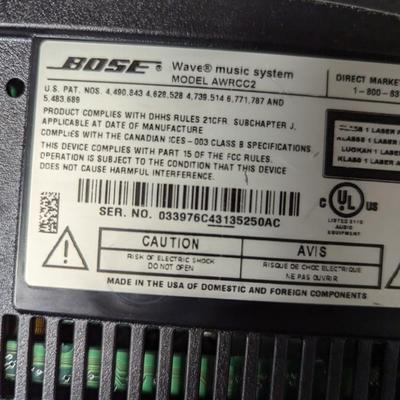 BOSE® Wave® music system
MODEL AWRCC2
DIRECT MARKET
1-800-
U.S. PAT. NOS. 4,490,843 4,628,528 4,739,514 6,771,787 AND
5,483,689
PRODUCT COMPLIES WITH DHHS RULES 21CFR, SUBCHAPTER J,
APPLICABLE AT DATE OF MANUFACTURE
COMPLIES WITH THE CANADIAN ICES - 003 CLASS B SPECIFICATIONS
THIS DEVICE COMPLIES WITH PART 15 OF THE FCC RULES.
OPERATION IS SUBJECT TO THE CONDITION THAT THIS DEVICE
DOES NOT CAUSE HARMFUL INTERFERENCE.
CLASS 1 LASER
KLASSE 1 LASER
LUOKAN 1 LASER
KLASS 1 LASER A
SER. NO. 033976C43135250AC
C UL US
LISTED
AUDIO
EQUIPMENT
CAUTION
RISK OF ELECTRIC SHOCK
DO NOT OPEN
AVIS
RISQUE DE CHOC ELECTRIQUE
NE PAS OUVRIR
MADE IN THE USA OF DOMESTIC AND FOREIGN COMPONENTS